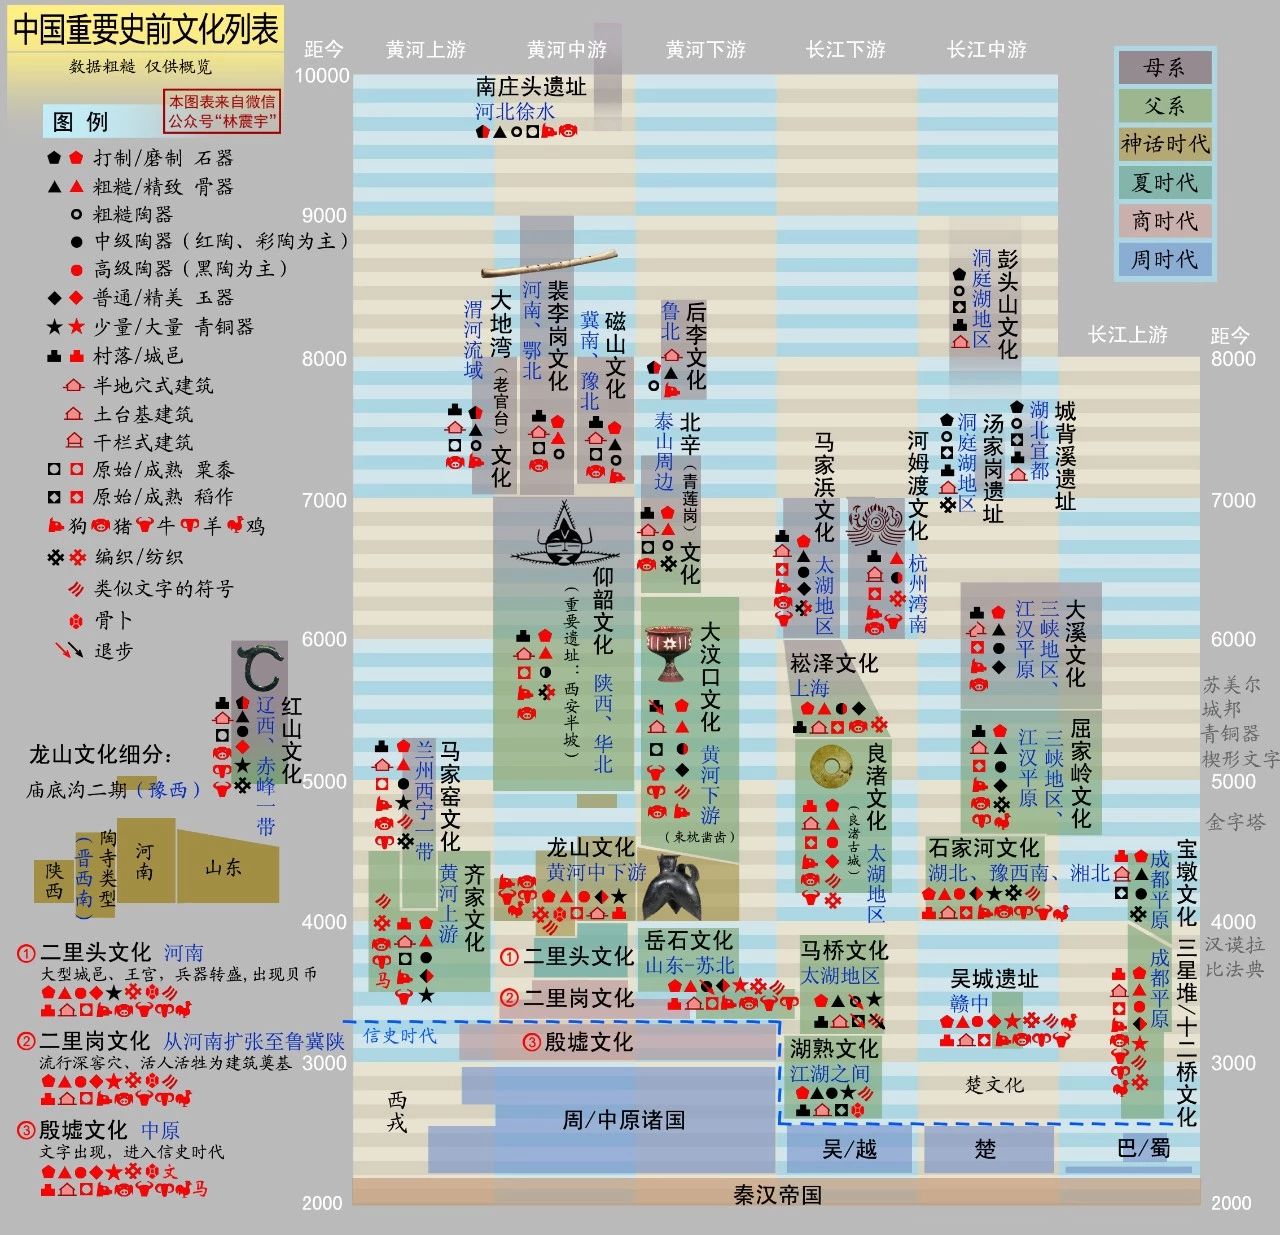 中国重要史前文化列表
数据粗糙 仅供概览
本图表来自微信
公众号“林震宇”
图 例
打制/磨制 石器
粗糙/精致 骨器
粗糙陶器
中级陶器（红陶、彩陶为主）
高级陶器（黑陶为主）
普通/精美 玉器
少量/大量 青铜器
村落/城邑
半地穴式建筑
土台基建筑
干栏式建筑
原始/成熟 粟黍
原始/成熟 稻作
狗 猪 牛 羊 鸡
编织/纺织
类似文字的符号
骨卜
退步
红山文化
辽西、赤峰一带
龙山文化细分：
庙底沟二期（豫西）
陕西
陶寺类型
（晋西南）
河南
山东
① 二里头文化 河南
大型城邑、王宫，兵器转盛，出现贝币
② 二里岗文化 从河南扩张至鲁冀陕
流行深窖穴、活人活牲为建筑奠基
③ 殷墟文化 中原
文字出现，进入信史时代
文
马
距今
黄河上游
黄河中游
黄河下游
长江下游
长江中游
长江上游
距今
10000
9000
8000
7000
6000
5000
4000
3000
2000
8000
7000
6000
5000
4000
3000
2000
母系
父系
神话时代
夏时代
商时代
周时代
苏美尔
城邦
青铜器
楔形文字
金字塔
汉谟拉
比法典
南庄头遗址
河北徐水
大地湾（老官台）文化
渭河流域
裴李岗文化
河南、鄂北
磁山文化
冀南、豫北
后李文化
鲁北
彭头山文化
洞庭湖地区
北辛（青莲岗）文化
泰山周边
马家浜文化
太湖地区
河姆渡文化
杭州湾南
汤家岗遗址
洞庭湖地区
城背溪遗址
湖北宜都
仰韶文化
（重要遗址：西安半坡）
陕西、华北
大汶口文化
黄河下游
（束枕凿齿）
崧泽文化
上海
大溪文化
三峡地区、
江汉平原
屈家岭文化
三峡地区、
江汉平原
良渚文化
（良渚古城）
太湖地区
马家窑文化
兰州西宁一带
齐家文化
黄河上游
马
龙山文化
黄河中下游
石家河文化
湖北、豫西南、湘北
宝墩文化
成都平原
① 二里头文化
② 二里岗文化
③ 殷墟文化
岳石文化
山东-苏北
马桥文化
太湖地区
吴城遗址
赣中
三星堆/十二桥文化
成都平原
信史时代
湖熟文化
江湖之间
楚文化
西戎
周/中原诸国
吴/越
楚
巴/蜀
秦汉帝国